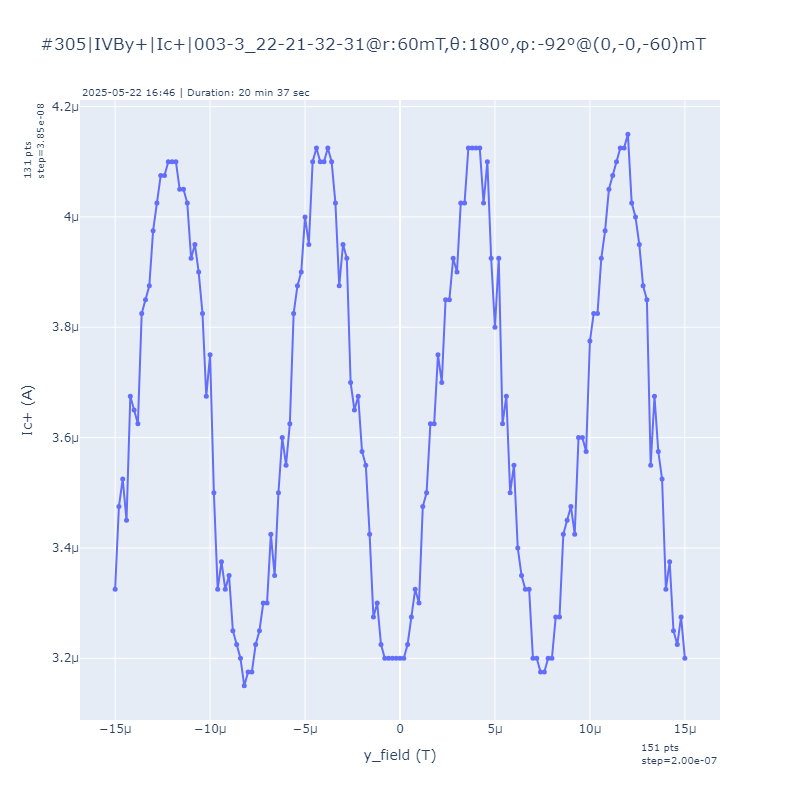 #305|IVBy+|Ic+|003-3_22-21-32-31@r:60mT,θ:180°,φ:-92°@(0,-0,-60)mT
2025-05-22 16:46 | Duration: 20 min 37 sec
131 pts
step=3.85e-08
4.2μ
4μ
3.8μ
3.6μ
3.4μ
3.2μ
Ic+ (A)
−15μ −10μ −5μ 0 5μ 10μ 15μ
y_field (T)
151 pts
step=2.00e-07